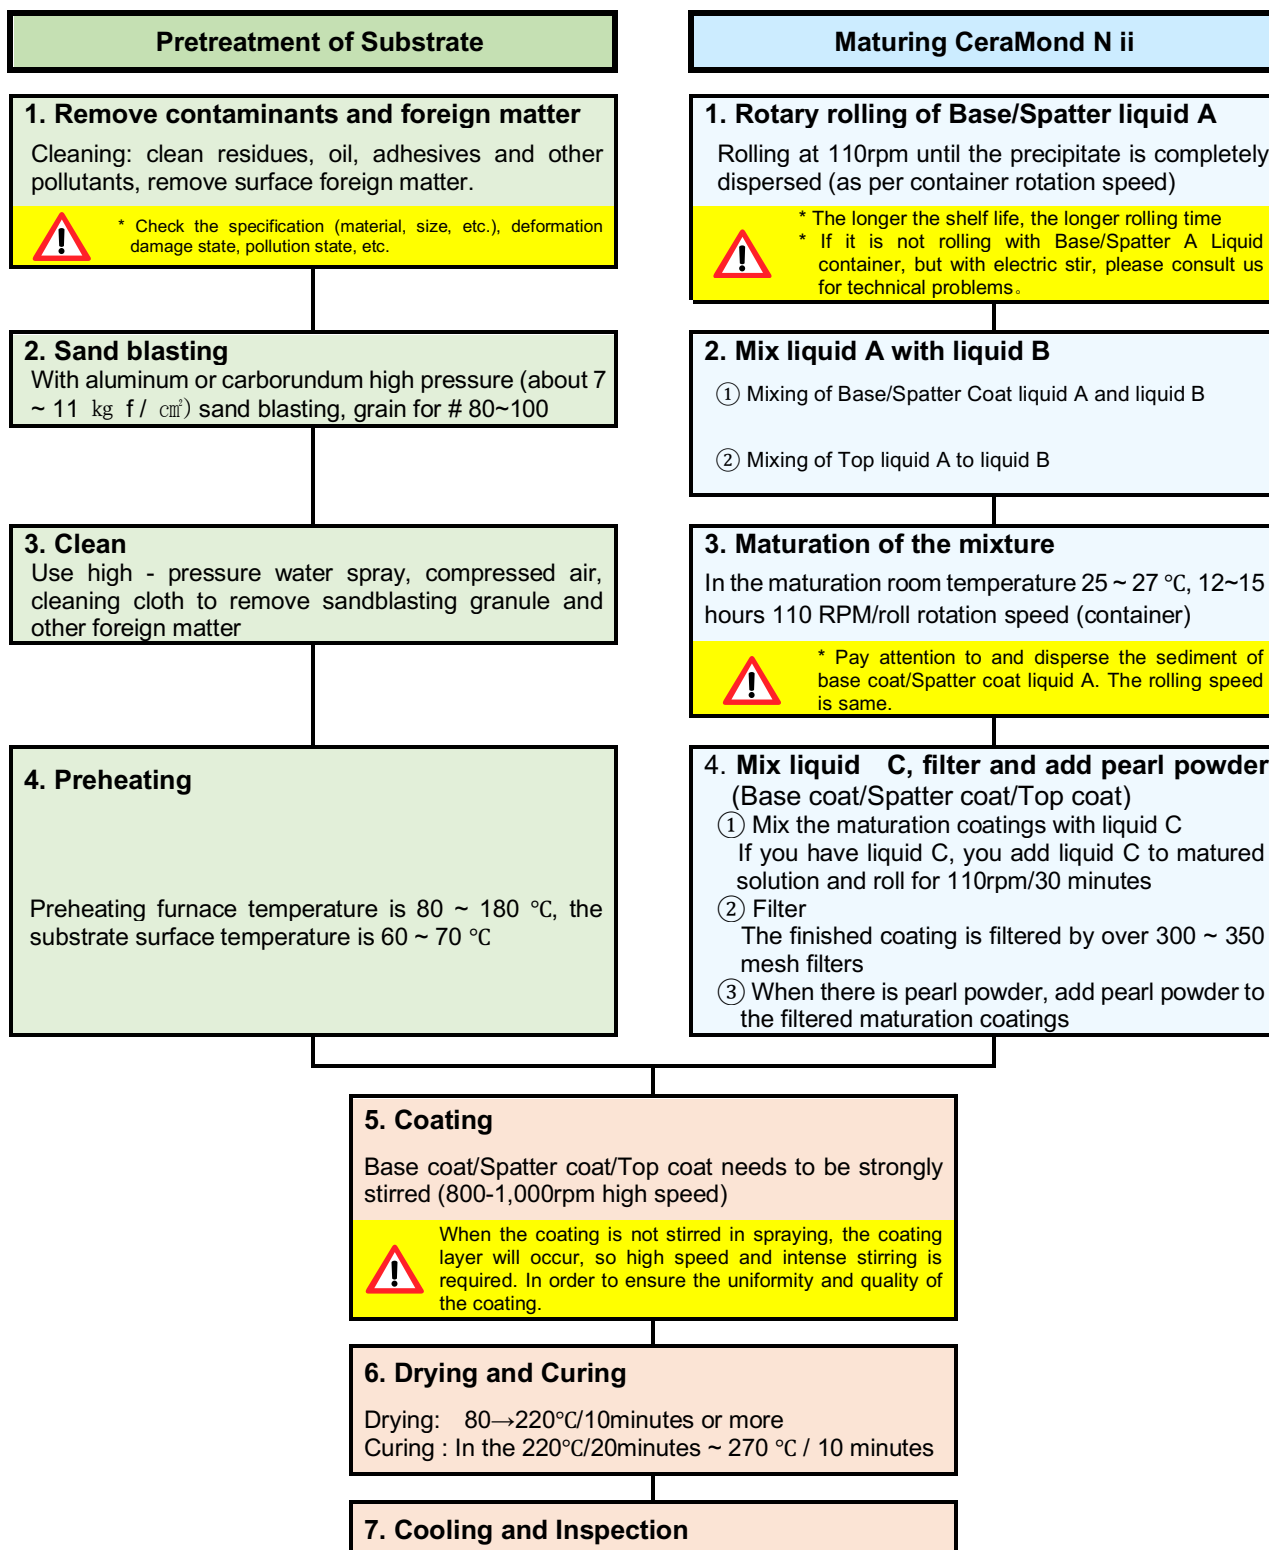 Pretreatment of Substrate
1. Remove contaminants and foreign matter
Cleaning: clean residues, oil, adhesives and other
pollutants, remove surface foreign matter.
* Check the specification (material, size, etc.), deformation
damage state, pollution state, etc.
2. Sand blasting
With aluminum or carborundum high pressure (about 7
~ 11 kg f / ㎠) sand blasting, grain for # 80~100
3. Clean
Use high - pressure water spray, compressed air,
cleaning cloth to remove sandblasting granule and
other foreign matter
4. Preheating
Preheating furnace temperature is 80 ~ 180 ℃, the
substrate surface temperature is 60 ~ 70 ℃
Maturing CeraMond N ii
1. Rotary rolling of Base/Spatter liquid A
Rolling at 110rpm until the precipitate is completely
dispersed (as per container rotation speed)
* The longer the shelf life, the longer rolling time
* If it is not rolling with Base/Spatter A Liquid
container, but with electric stir, please consult us
for technical problems。
2. Mix liquid A with liquid B
① Mixing of Base/Spatter Coat liquid A and liquid B
② Mixing of Top liquid A to liquid B
3. Maturation of the mixture
In the maturation room temperature 25 ~ 27 ℃, 12~15
hours 110 RPM/roll rotation speed (container)
* Pay attention to and disperse the sediment of
base coat/Spatter coat liquid A. The rolling speed
is same.
4. Mix liquid C, filter and add pearl powder
(Base coat/Spatter coat/Top coat)
① Mix the maturation coatings with liquid C
If you have liquid C, you add liquid C to matured
solution and roll for 110rpm/30 minutes
② Filter
The finished coating is filtered by over 300 ~ 350
mesh filters
③ When there is pearl powder, add pearl powder to
the filtered maturation coatings
5. Coating
Base coat/Spatter coat/Top coat needs to be strongly
stirred (800-1,000rpm high speed)
When the coating is not stirred in spraying, the coating
layer will occur, so high speed and intense stirring is
required. In order to ensure the uniformity and quality of
the coating.
6. Drying and Curing
Drying: 80→220℃/10minutes or more
Curing : In the 220℃/20minutes ~ 270 ℃ / 10 minutes
7. Cooling and Inspection